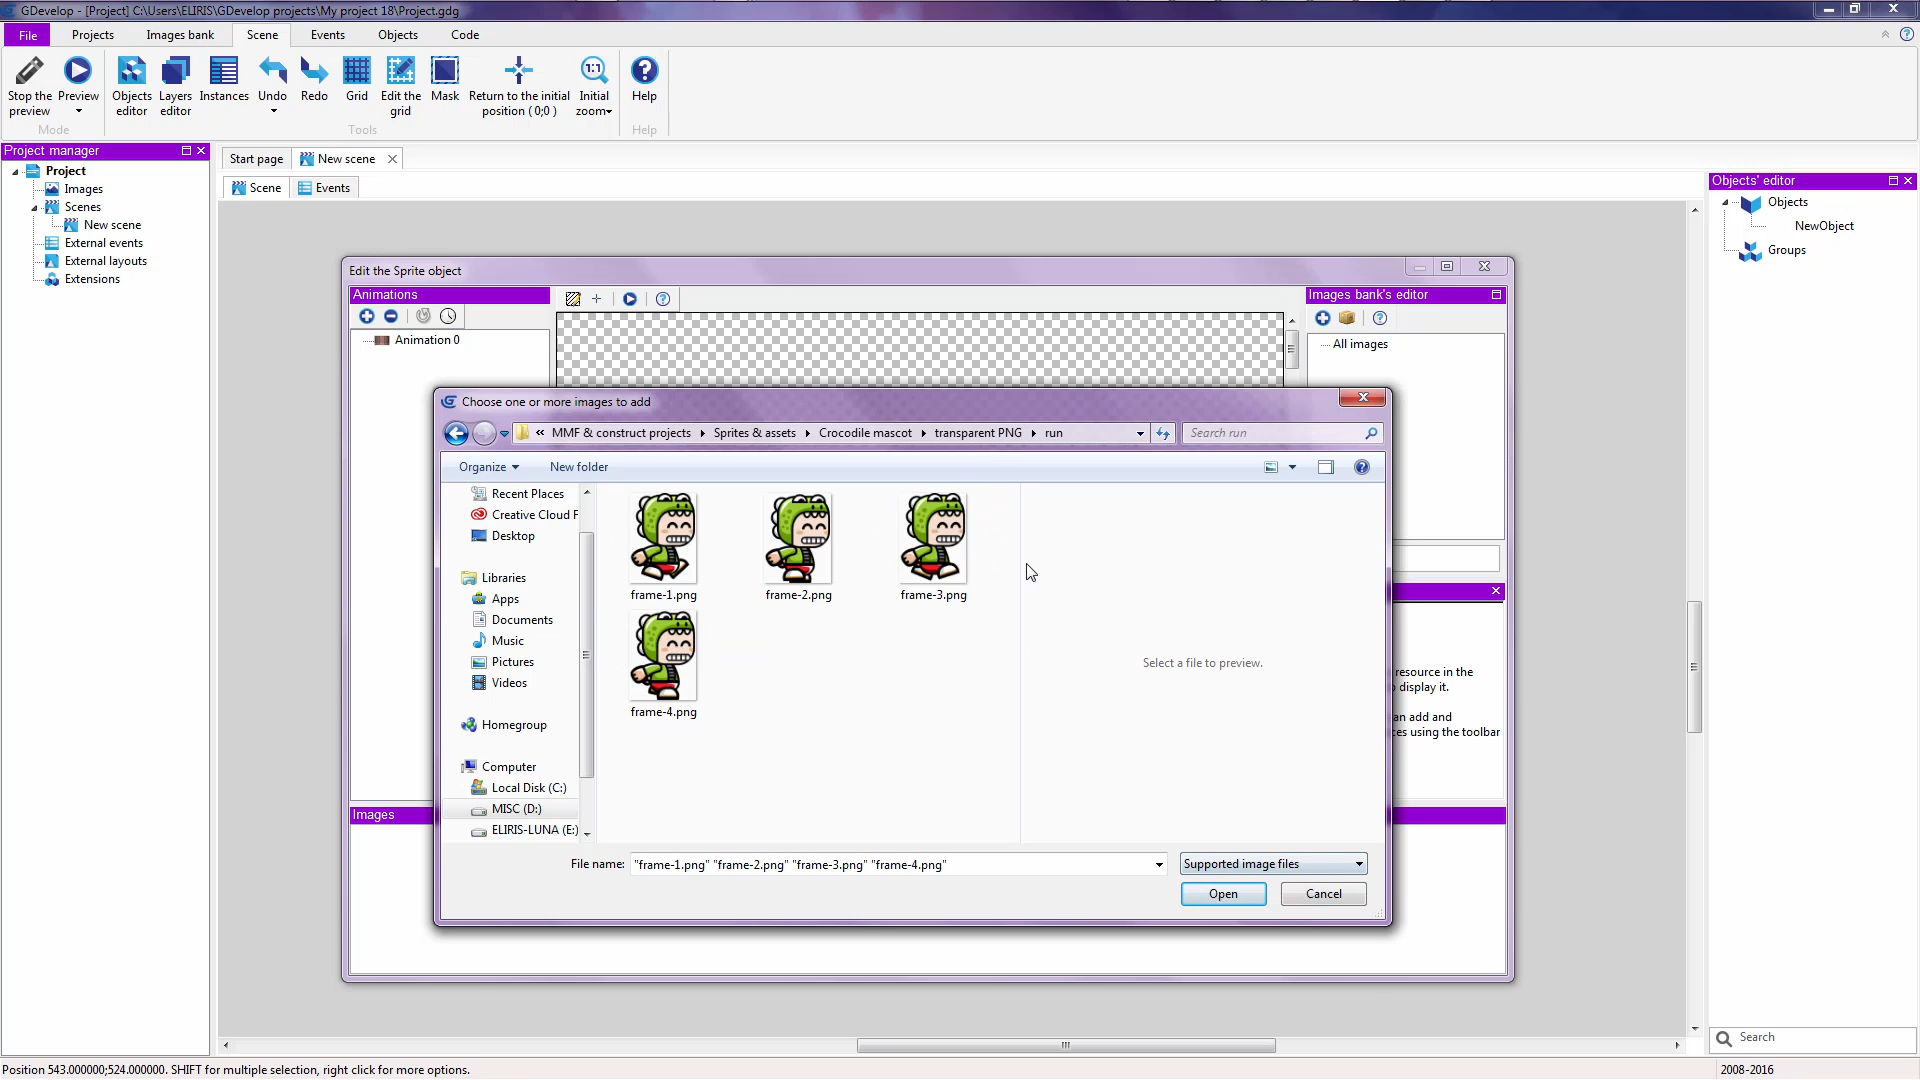 GDevelop - [Project] C:\Users\ELIRIS\GDevelop projects\My project 18\Project.gdg
File Projects Images bank Scene Events Objects Code
Stop the preview
Preview
Objects editor
Layers editor
Instances
Undo
Redo
Grid
Edit the grid
Mask
Return to the initial position ( 0;0 )
1:1
Initial zoom
Help
Mode Tools Help
Project manager
Project
Images
Scenes
New scene
External events
External layouts
Extensions
Start page New scene
Scene Events
Objects' editor
Objects
NewObject
Groups
Edit the Sprite object
Animations
Animation 0
Images bank's editor
All images
Choose one or more images to add
« MMF & construct projects Sprites & assets Crocodile mascot transparent PNG run
Search run
Organize New folder
Recent Places
Creative Cloud F
Desktop
Libraries
Apps
Documents
Music
Pictures
Videos
Homegroup
Computer
Local Disk (C:)
MISC (D:)
ELIRIS-LUNA (E:)
frame-1.png frame-2.png frame-3.png
frame-4.png
Select a file to preview.
File name: "frame-1.png" "frame-2.png" "frame-3.png" "frame-4.png"
Supported image files
Open Cancel
resource in the
display it.
an add and
es using the toolbar
Images
Search
Position 543.000000;524.000000. SHIFT for multiple selection, right click for more options.
2008-2016